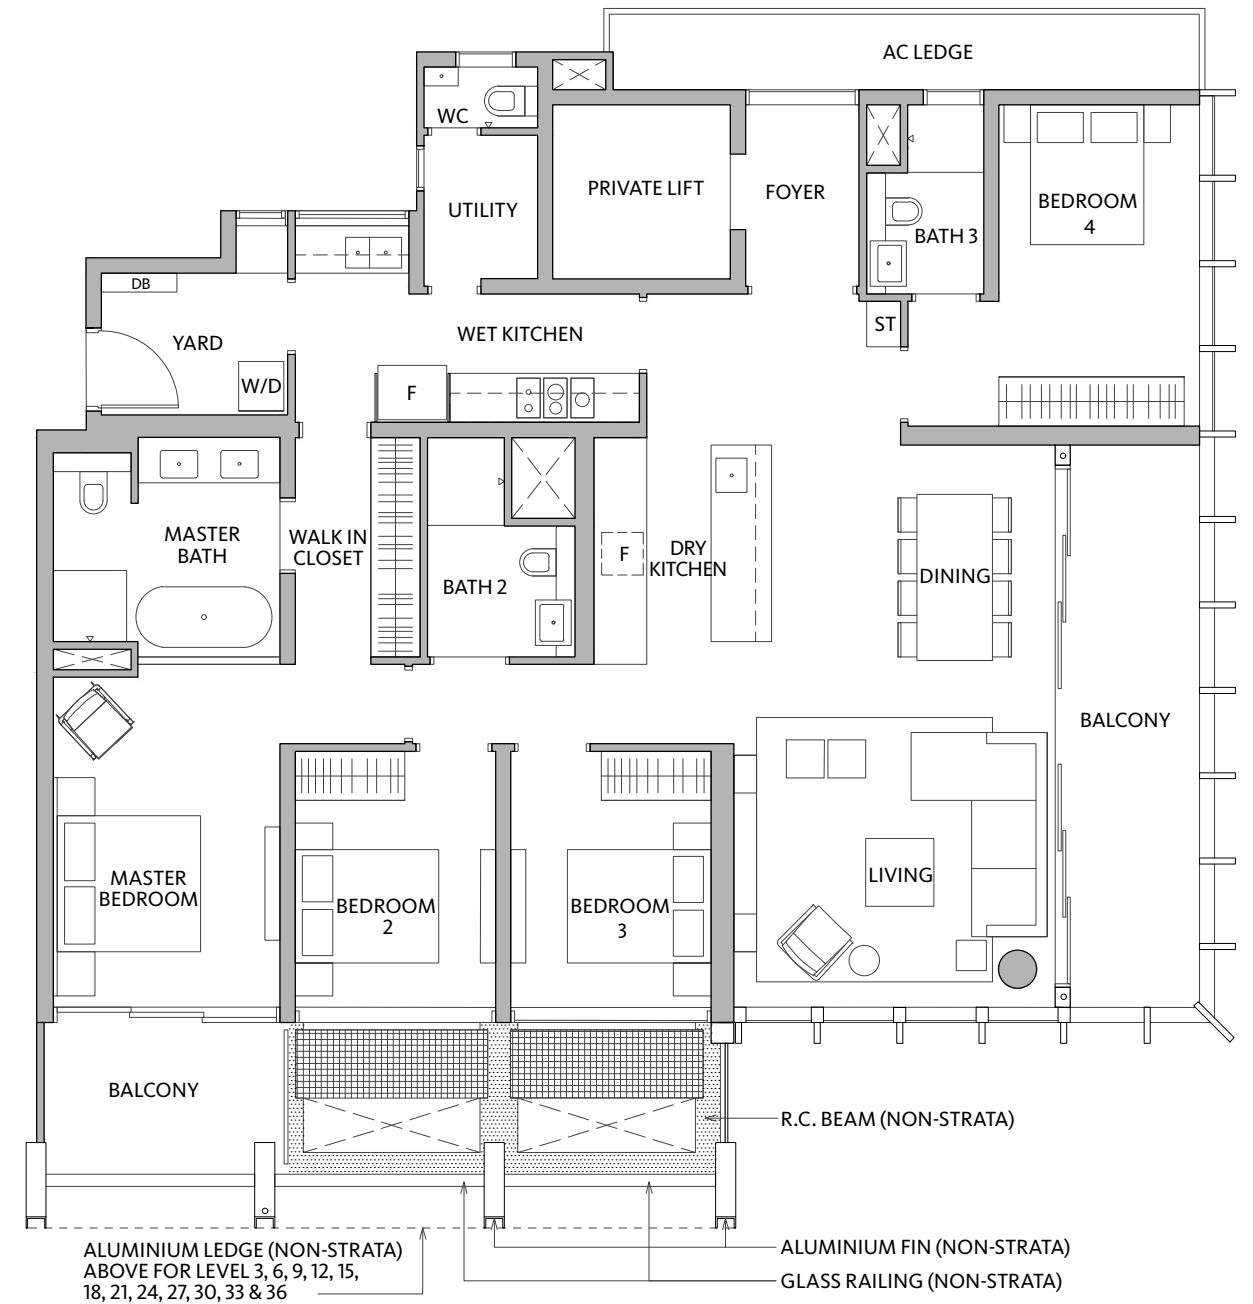 AC LEDGE
WC
PRIVATE LIFT
FOYER
UTILITY
BATH 3
BEDROOM
4
DB
YARD
WET KITCHEN
ST
W/D
F
MASTER
BATH
WALK IN
CLOSET
BATH 2
F
DRY
KITCHEN
DINING
BALCONY
MASTER
BEDROOM
BEDROOM
2
BEDROOM
3
LIVING
BALCONY
R.C. BEAM (NON-STRATA)
ALUMINIUM LEDGE (NON-STRATA)
ABOVE FOR LEVEL 3, 6, 9, 12, 15,
18, 21, 24, 27, 30, 33 & 36
ALUMINIUM FIN (NON-STRATA)
GLASS RAILING (NON-STRATA)